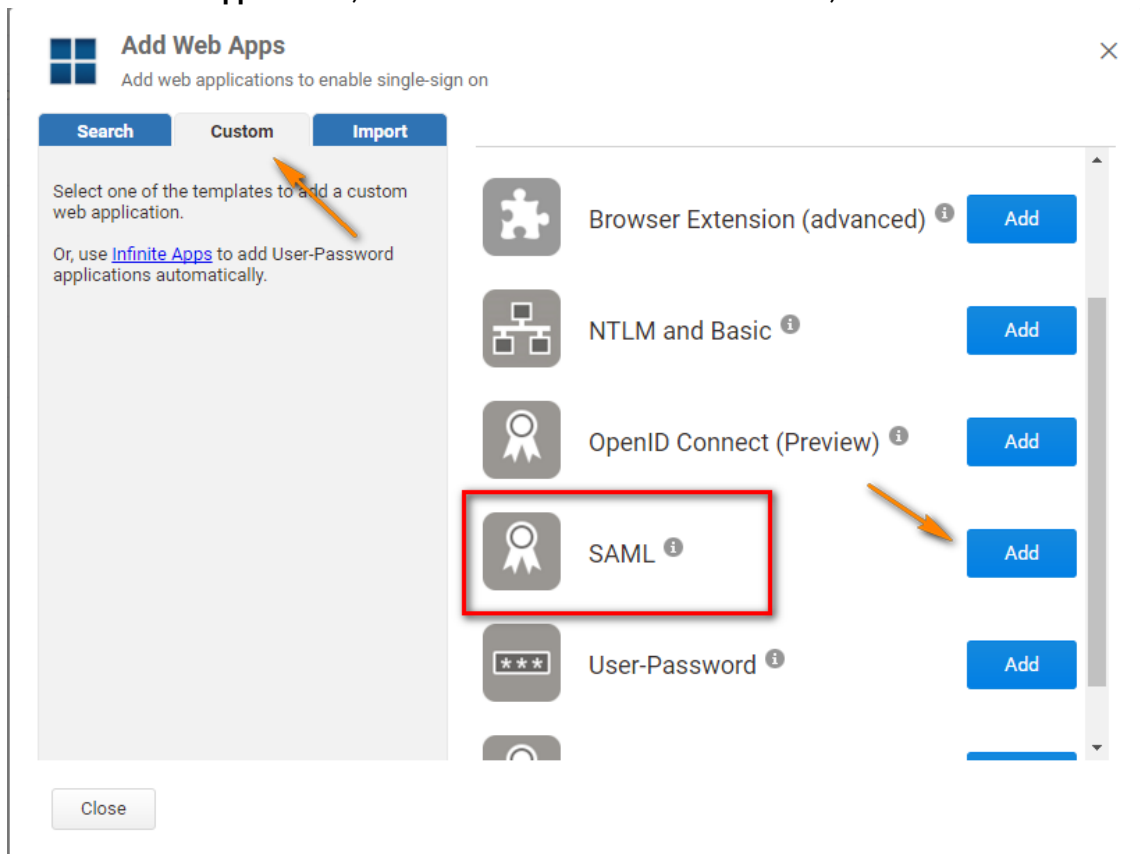 Add Web Apps
Add web applications to enable single-sign on
Search
Custom
Import
Select one of the templates to add a custom
web application.
Or, use Infinite Apps to add User-Password
applications automatically.
Browser Extension (advanced)
Add
NTLM and Basic
Add
OpenID Connect (Preview)
Add
SAML
Add
***
User-Password
Add
Close